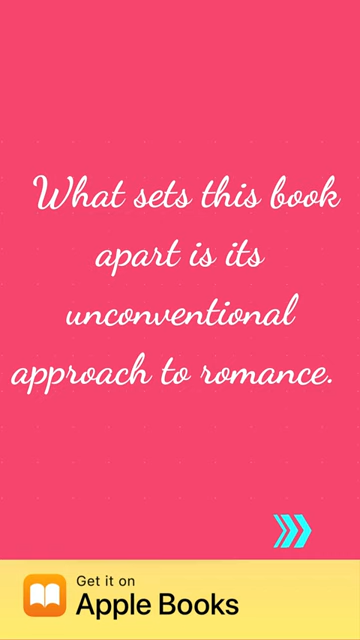 What sets this book
apart is its
unconventional
approach to romance.
Get it on
Apple Books